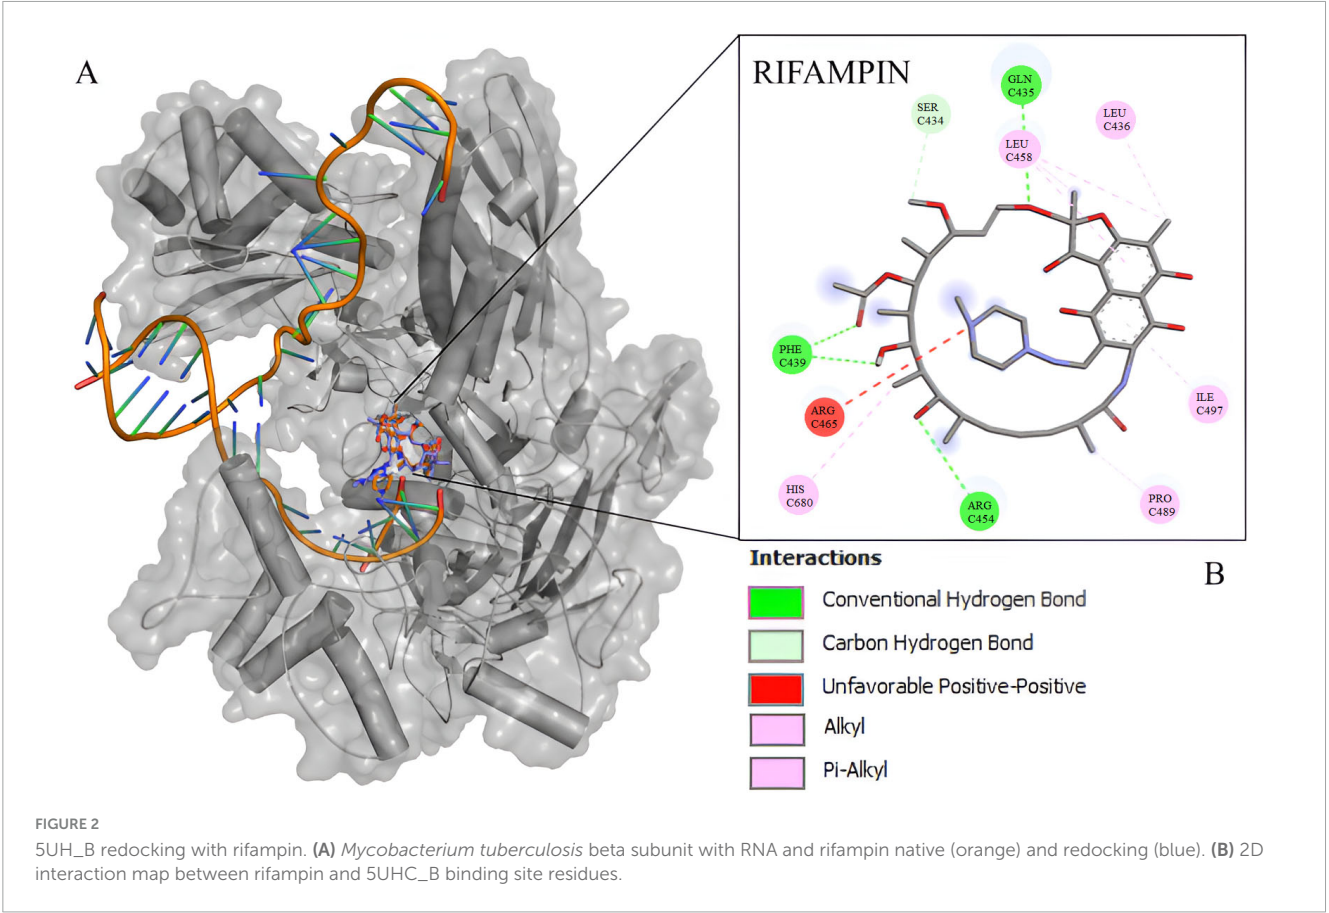 A
RIFAMPIN
GLN
C435
SER
C434
LEU
C436
LEU
C458
PHE
C439
ARG
C465
ILE
C497
HIS
C680
ARG
C454
PRO
C489
Interactions
B
Conventional Hydrogen Bond
Carbon Hydrogen Bond
Unfavorable Positive-Positive
Alkyl
Pi-Alkyl
FIGURE 2
5UH_B redocking with rifampin. (A) Mycobacterium tuberculosis beta subunit with RNA and rifampin native (orange) and redocking (blue). (B) 2D
interaction map between rifampin and 5UHC_B binding site residues.